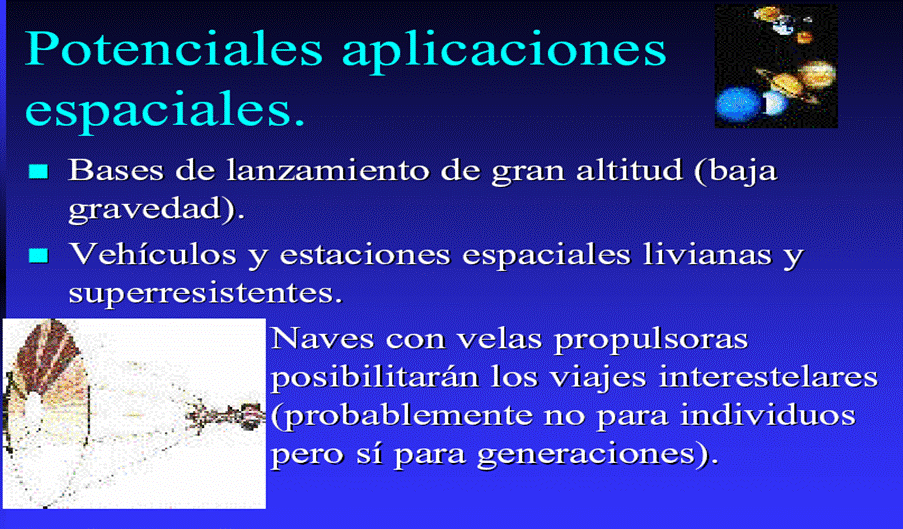 Potenciales aplicaciones
espaciales.
Bases de lanzamiento de gran altitud (baja
gravedad).
Vehículos y estaciones espaciales livianas y
superresistentes.
Naves con velas propulsoras
posibilitarán los viajes interestelares
(probablemente no para individuos
pero sí para generaciones).